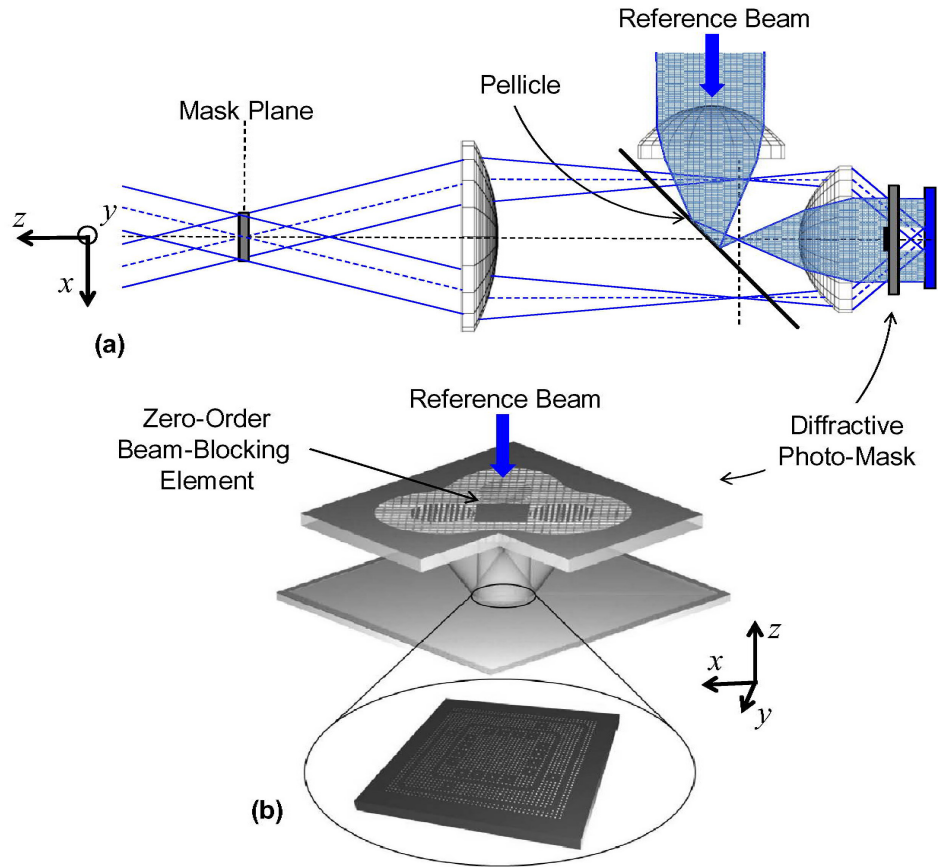 Reference Beam
Pellicle
Mask Plane
z
y
x
(a)
Reference Beam
Zero-Order
Beam-Blocking
Element
Diffractive
Photo-Mask
z
x
y
(b)